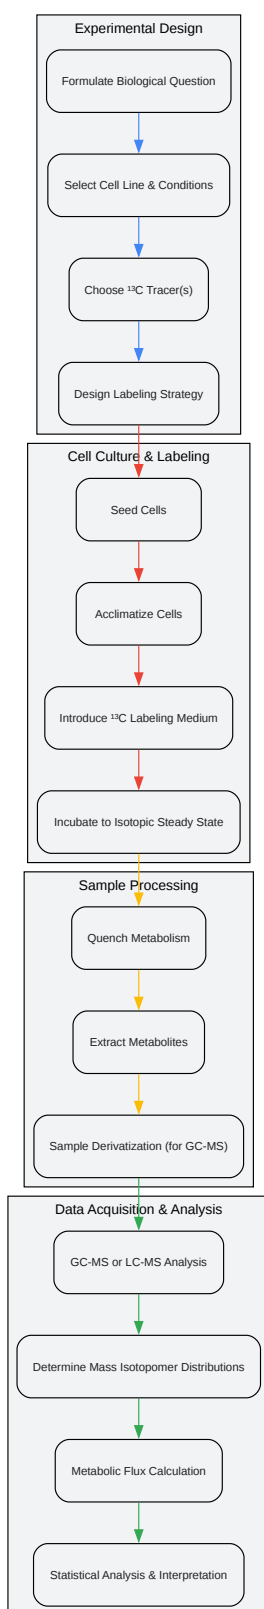 Experimental Design
Formulate Biological Question
Select Cell Line & Conditions
Choose ¹³C Tracer(s)
Design Labeling Strategy
Cell Culture & Labeling
Seed Cells
Acclimatize Cells
Introduce ¹³C Labeling Medium
Incubate to Isotopic Steady State
Sample Processing
Quench Metabolism
Extract Metabolites
Sample Derivatization (for GC-MS)
Data Acquisition & Analysis
GC-MS or LC-MS Analysis
Determine Mass Isotopomer Distributions
Metabolic Flux Calculation
Statistical Analysis & Interpretation